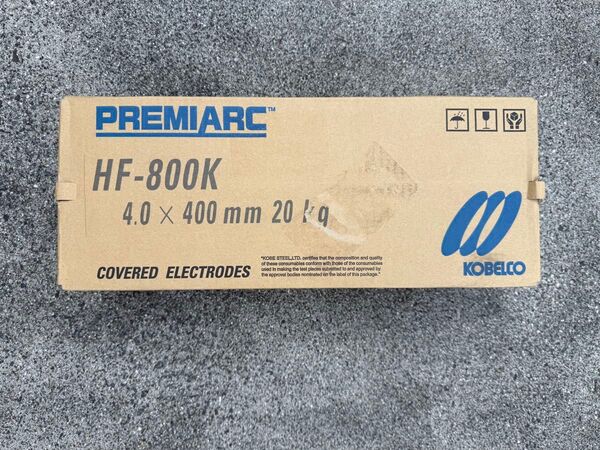 PREMIARC™
HF-800K
4.0 × 400 mm 20 kg
COVERED ELECTRODES
"KOBE STEEL,LTD. certifies that the composition and quality
of these consumables conform with those of the consumables
used in making the test pieces submitted to and approved by
the approval bodies nominated on the label of this package."
KOBELCO